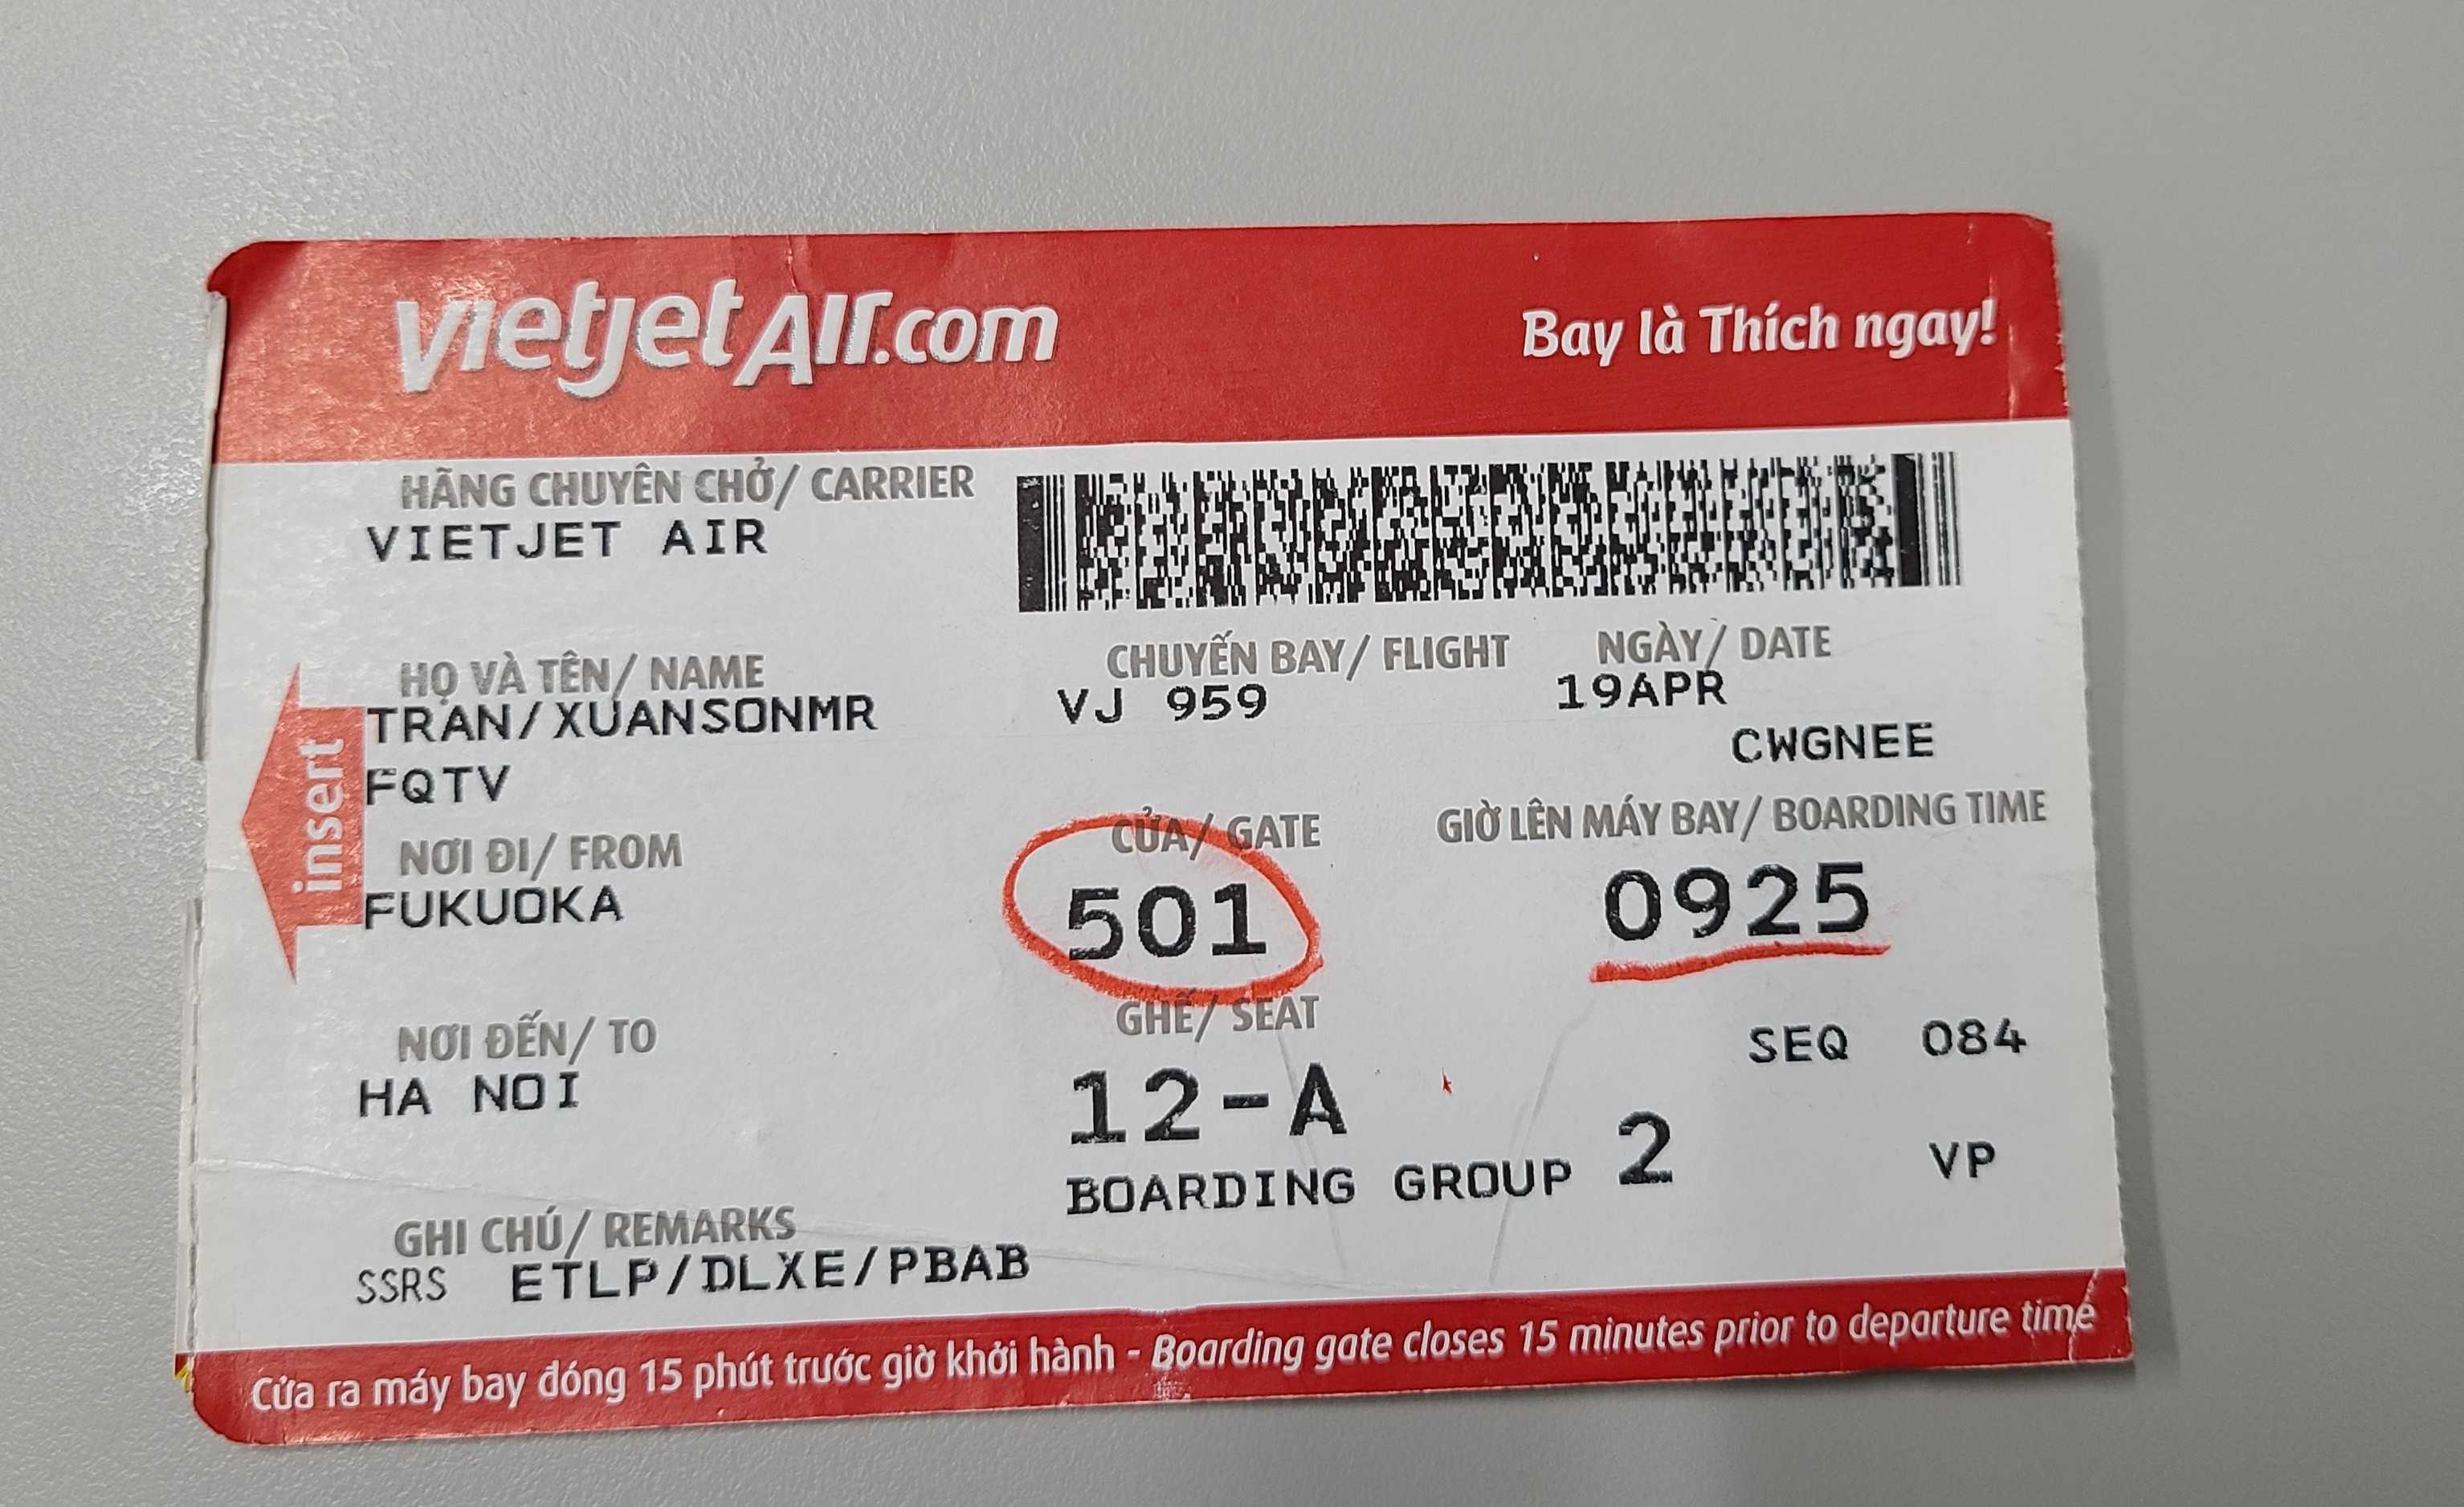 vietjetAir.com
Bay là Thích ngay!
HÃNG CHUYÊN CHỞ/ CARRIER
VIETJET AIR
HỌ VÀ TÊN/ NAME
TRAN/XUANSONMR
FQTV
CHUYẾN BAY/ FLIGHT
VJ 959
NGÀY/ DATE
19APR
CWGNEE
insert
NƠI ĐI/ FROM
FUKUOKA
CỬA/ GATE
501
GIỜ LÊN MÁY BAY/ BOARDING TIME
0925
NƠI ĐẾN/ TO
HA NOI
GHẾ/ SEAT
12-A
SEQ 084
BOARDING GROUP 2
VP
GHI CHÚ/ REMARKS
SSRS ETLP/DLXE/PBAB
Cửa ra máy bay đóng 15 phút trước giờ khởi hành - Boarding gate closes 15 minutes prior to departure time